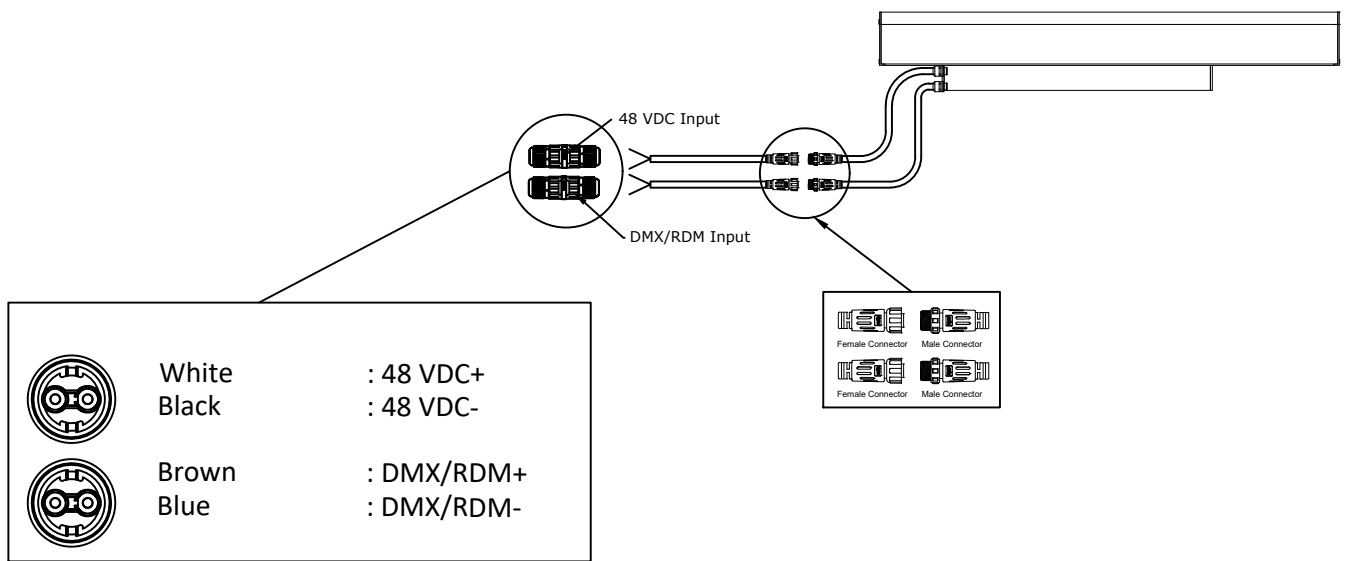 48 VDC Input
DMX/RDM Input
Female Connector Male Connector
Female Connector Male Connector
White : 48 VDC+
Black : 48 VDC-
Brown : DMX/RDM+
Blue : DMX/RDM-